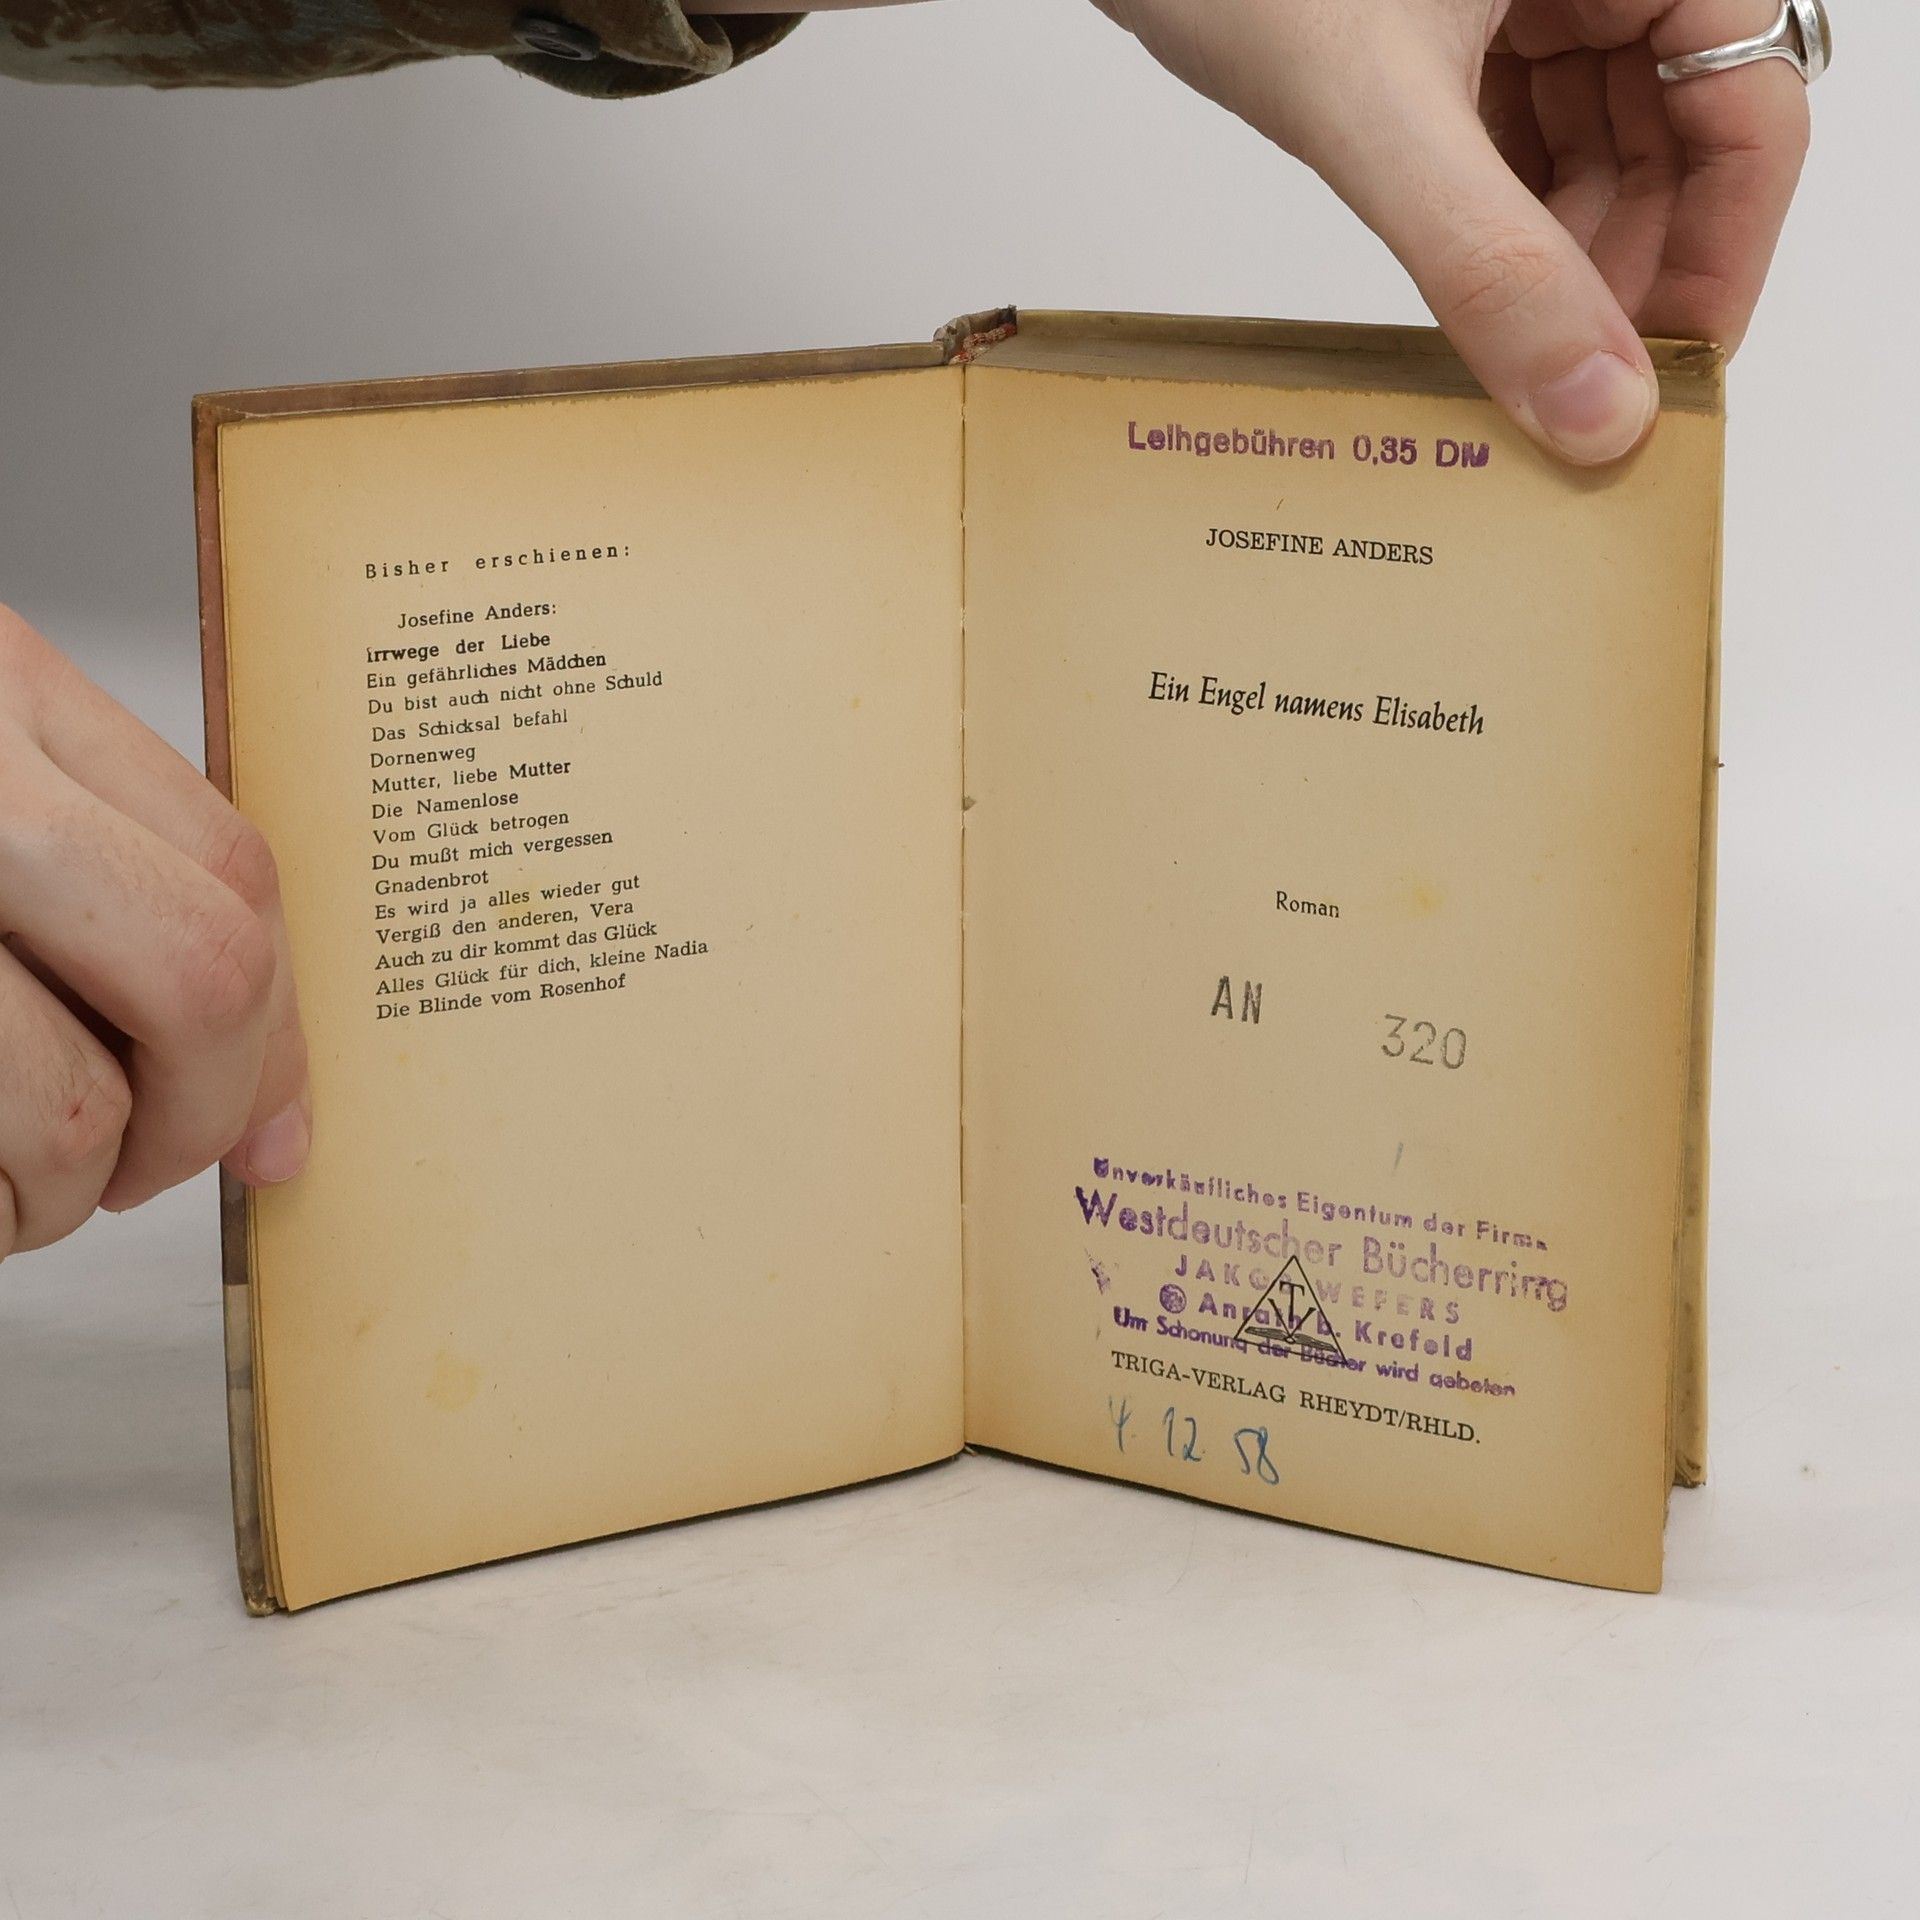 Bisher erschienen:
Josefine Anders:
Irrwege der Liebe
Ein gefährliches Mädchen
Du bist auch nicht ohne Schuld
Das Schicksal befahl
Dornenweg
Mutter, liebe Mutter
Die Namenlose
Vom Glück betrogen
Du mußt mich vergessen
Gnadenbrot
Es wird ja alles wieder gut
Vergiß den anderen, Vera
Auch zu dir kommt das Glück
Alles Glück für dich, kleine Nadia
Die Blinde vom Rosenhof
Leihgebühren 0,35 DM
JOSEFINE ANDERS
Ein Engel namens Elisabeth
Roman
AN 320
Unverkäufliches Eigentum der Firma
Westdeutscher Bücherring
JAKOB WEFERS
Anrath b. Krefeld
Um Schonung der Bücher wird gebeten
TV
TRIGA-VERLAG RHEYDT/RHLD.
4. 12. 58